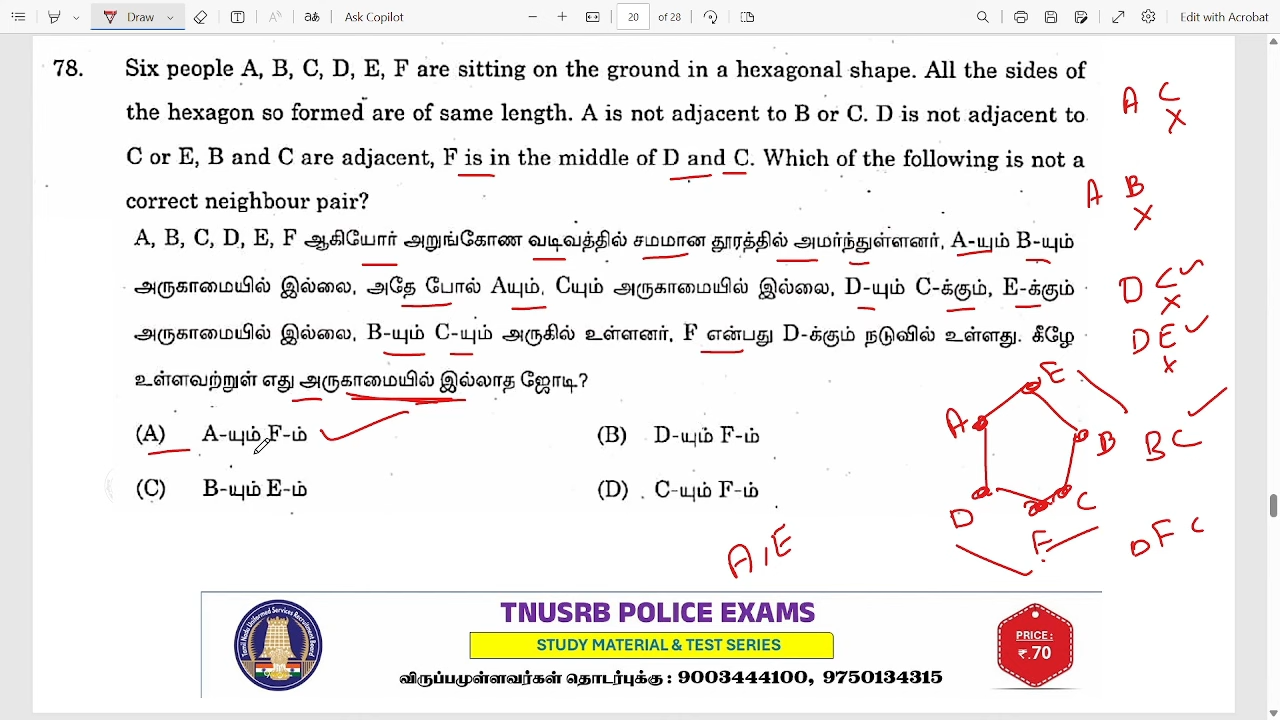 Draw
Ask Copilot
20 of 28
Edit with Acrobat
78. Six people A, B, C, D, E, F are sitting on the ground in a hexagonal shape. All the sides of
the hexagon so formed are of same length. A is not adjacent to B or C. D is not adjacent to
C or E, B and C are adjacent, F is in the middle of D and C. Which of the following is not a
correct neighbour pair?
A, B, C, D, E, F ஆகியோர் அறுங்கோண வடிவத்தில் சமமான தூரத்தில் அமர்ந்துள்ளனர், A-யும் B-யும்
அருகாமையில் இல்லை, அதே போல் Aயும், Cயும் அருகாமையில் இல்லை, D-யும் C-க்கும், E-க்கும்
அருகாமையில் இல்லை, B-யும் C-யும் அருகில் உள்ளனர், F என்பது D-க்கும் நடுவில் உள்ளது. கீழே
உள்ளவற்றுள் எது அருகாமையில் இல்லாத ஜோடி?
(A) A-யும் F-ம் (B) D-யும் F-ம்
(C) B-யும் E-ம் (D) C-யும் F-ம்
A C
X
A B
X
D C
X
D E
x
B C
D F C
E
A
B
D
C
F
A, E
TNUSRB POLICE EXAMS
STUDY MATERIAL & TEST SERIES
விருப்பமுள்ளவர்கள் தொடர்புக்கு : 9003444100, 9750134315
PRICE :
₹.70